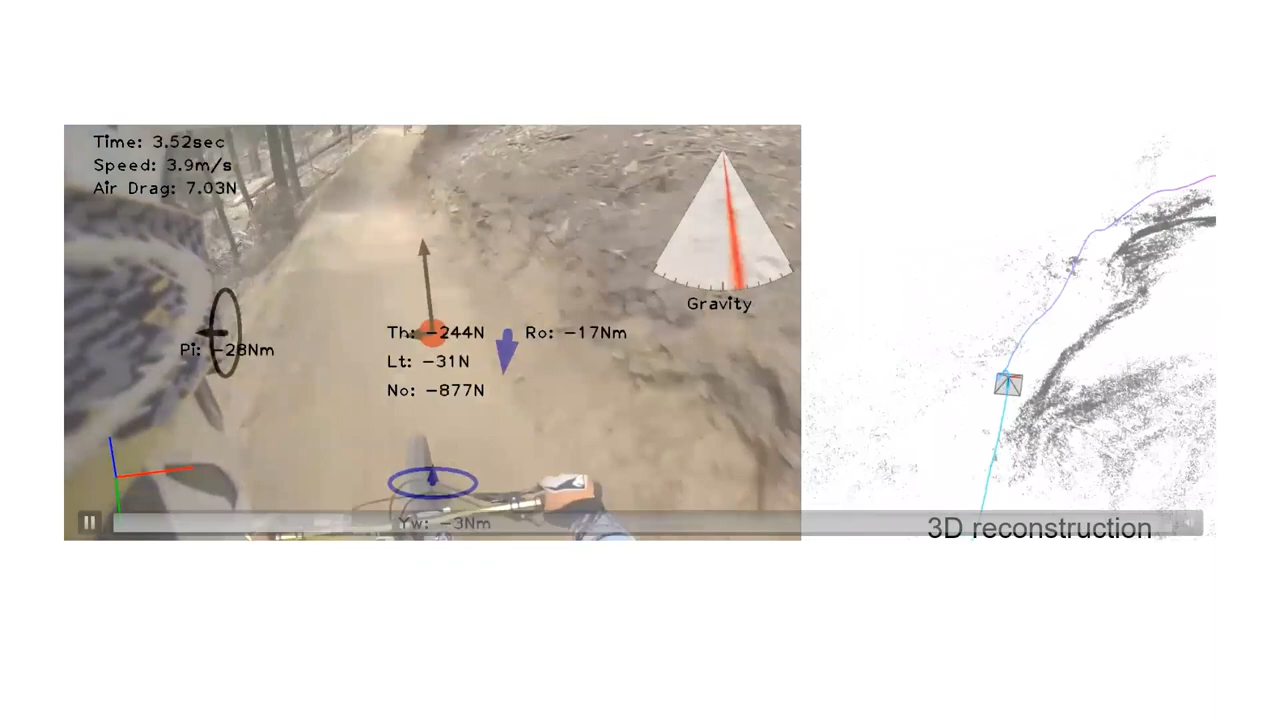 Time: 3.52sec
Speed: 3.9m/s
Air Drag: 7.03N
Gravity
Th: −244N
Ro: −17Nm
Pi: −28Nm
Lt: −31N
No: −877N
Yw: −3Nm
3D reconstruction